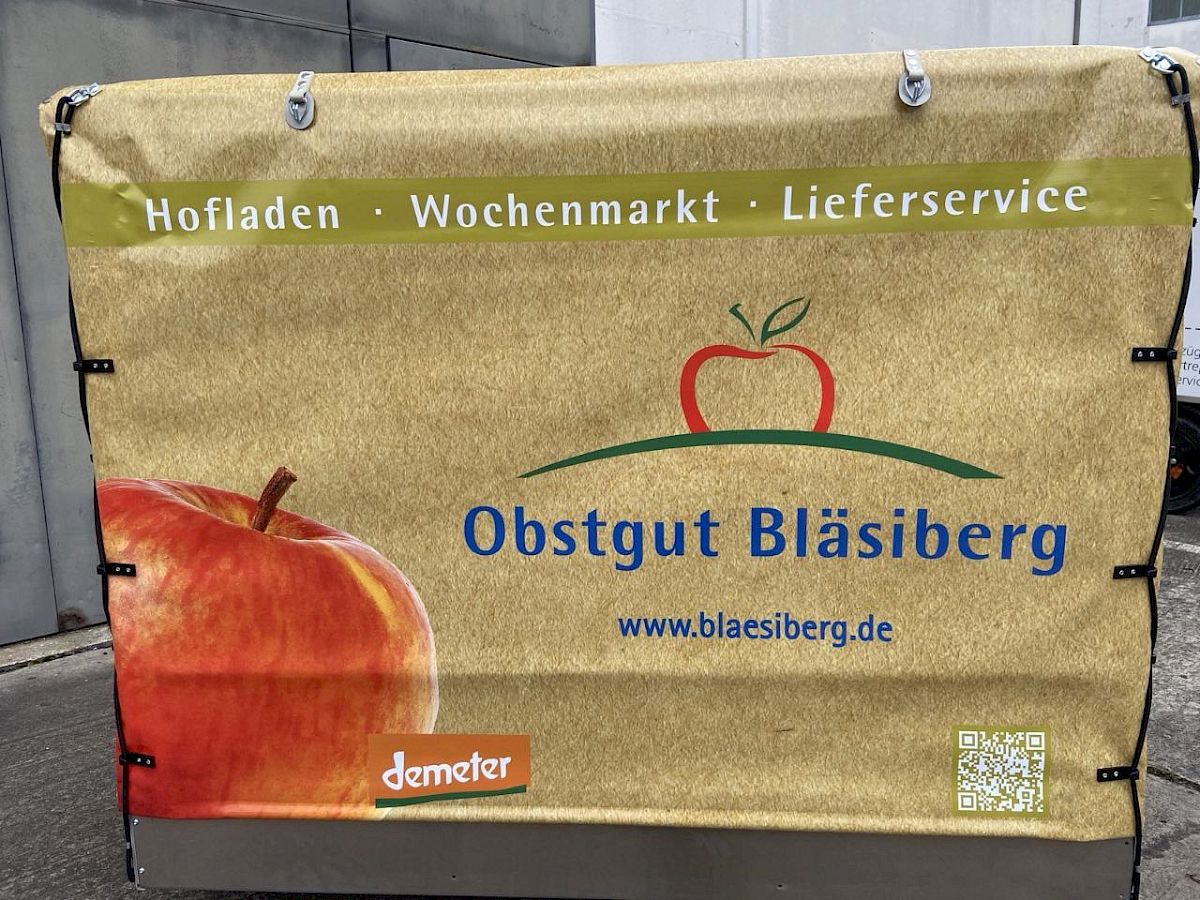 Hofladen · Wochenmarkt · Lieferservice
Obstgut Bläsiberg
www.blaesiberg.de
demeter